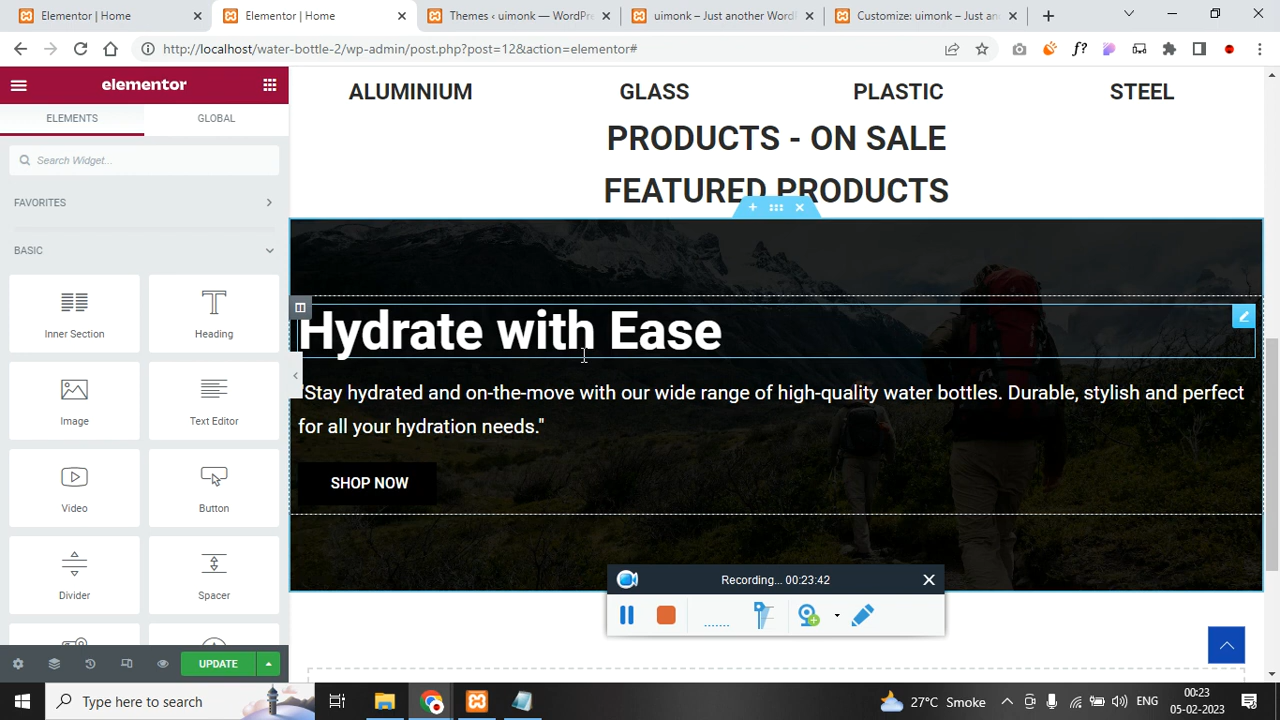 Elementor | Home
Elementor | Home
Themes ‹ uimonk — WordPre
uimonk – Just another WordP
Customize: uimonk – Just an
http://localhost/water-bottle-2/wp-admin/post.php?post=12&action=elementor#
elementor
ELEMENTS
GLOBAL
Search Widget...
FAVORITES
BASIC
Inner Section
Heading
Image
Text Editor
Video
Button
Divider
Spacer
UPDATE
ALUMINIUM
GLASS
PLASTIC
STEEL
PRODUCTS - ON SALE
FEATURED PRODUCTS
Hydrate with Ease
"Stay hydrated and on-the-move with our wide range of high-quality water bottles. Durable, stylish and perfect
for all your hydration needs."
SHOP NOW
Recording... 00:23:42
Type here to search
27°C Smoke
ENG
00:23
05-02-2023